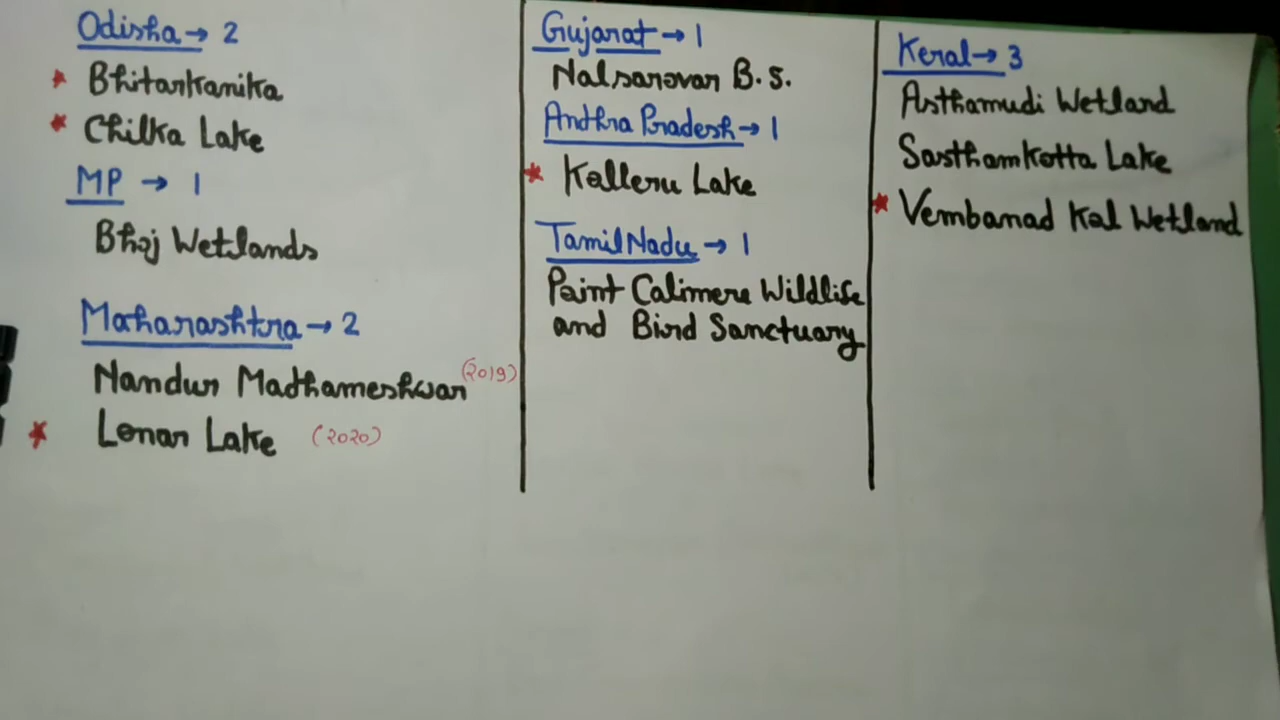 Odisha → 2
* Bhitarkanika
* Chilka Lake
MP → 1
Bhoj Wetlands
Maharashtra → 2
Nandur Madhameshwar (2019)
* Lonar Lake (2020)
Gujarat → 1
Nalsarovar B.S.
Andhra Pradesh → 1
* Kolleru Lake
Tamil Nadu → 1
Point Calimere Wildlife
and Bird Sanctuary
Keral → 3
Asthamudi Wetland
Sasthamkotta Lake
* Vembanad Kol Wetland